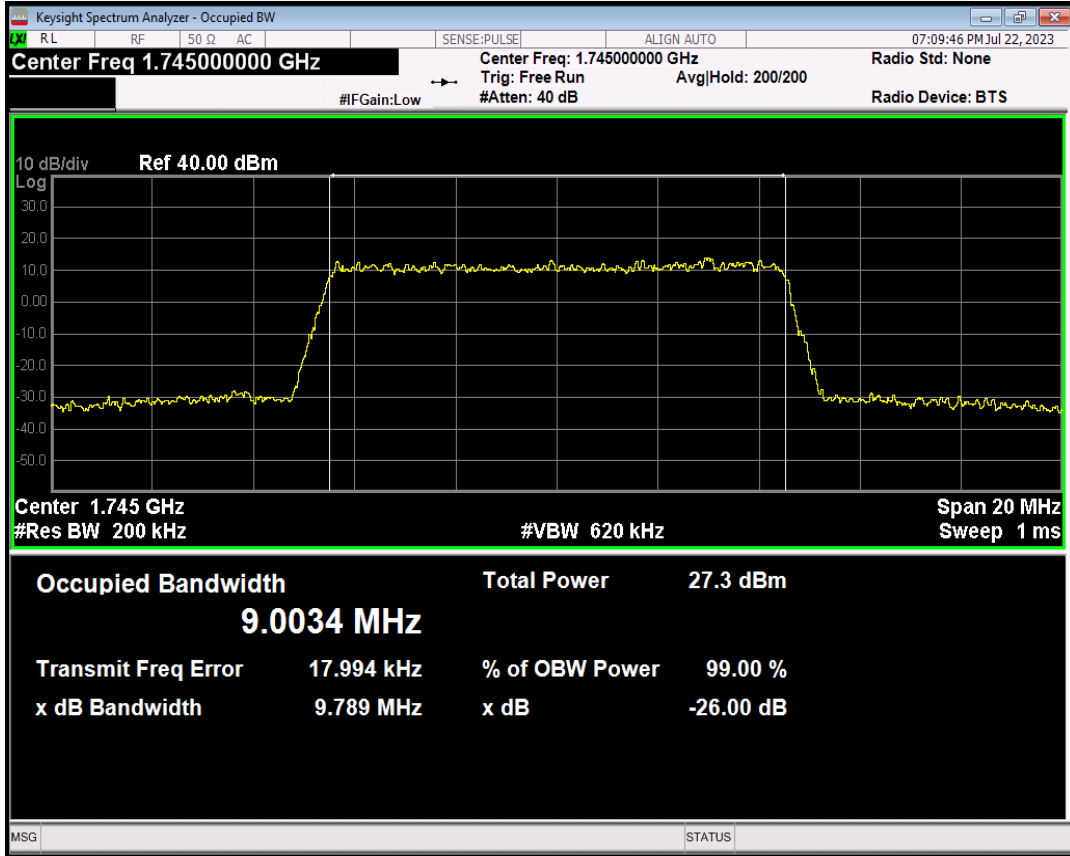 Keysight Spectrum Analyzer - Occupied BW
LXI RL RF 50 Ω AC SENSE:PULSE ALIGN AUTO 07:09:46 PM Jul 22, 2023
Center Freq 1.745000000 GHz Center Freq: 1.745000000 GHz Radio Std: None
Trig: Free Run Avg|Hold: 200/200
#IFGain:Low #Atten: 40 dB Radio Device: BTS
10 dB/div Ref 40.00 dBm
Log
30.0
20.0
10.0
0.00
-10.0
-20.0
-30.0
-40.0
-50.0
Center 1.745 GHz Span 20 MHz
#Res BW 200 kHz #VBW 620 kHz Sweep 1 ms
Occupied Bandwidth Total Power 27.3 dBm
9.0034 MHz
Transmit Freq Error 17.994 kHz % of OBW Power 99.00 %
x dB Bandwidth 9.789 MHz x dB -26.00 dB
MSG STATUS